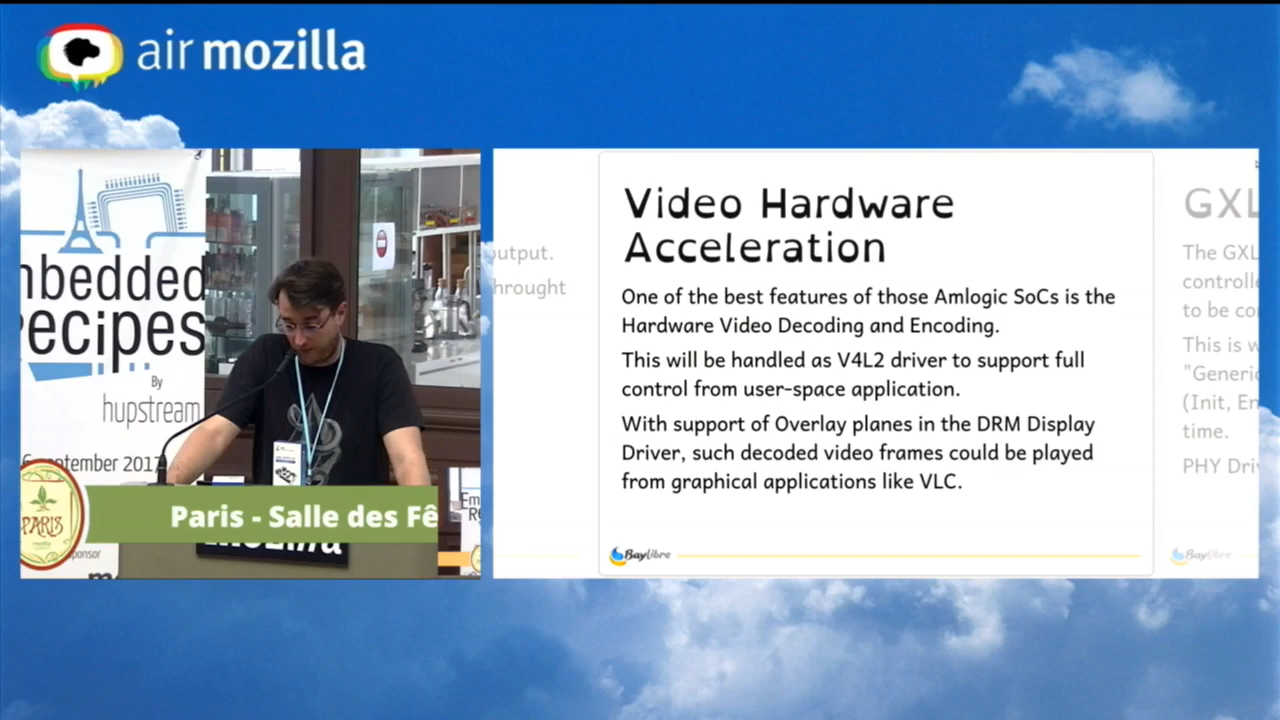 air mozilla
mbedded
ecipes
By
hupstream
September 2017
PARIS
mozilla
Paris - Salle des Fê
ponsor
Em
output.
hrought
Video Hardware
Acceleration
One of the best features of those Amlogic SoCs is the
Hardware Video Decoding and Encoding.
This will be handled as V4L2 driver to support full
control from user-space application.
With support of Overlay planes in the DRM Display
Driver, such decoded video frames could be played
from graphical applications like VLC.
BayLibre
GXL
The GXL
controlle
to be co
This is w
"Generic
(Init, En
time.
PHY Driv
BayLibre